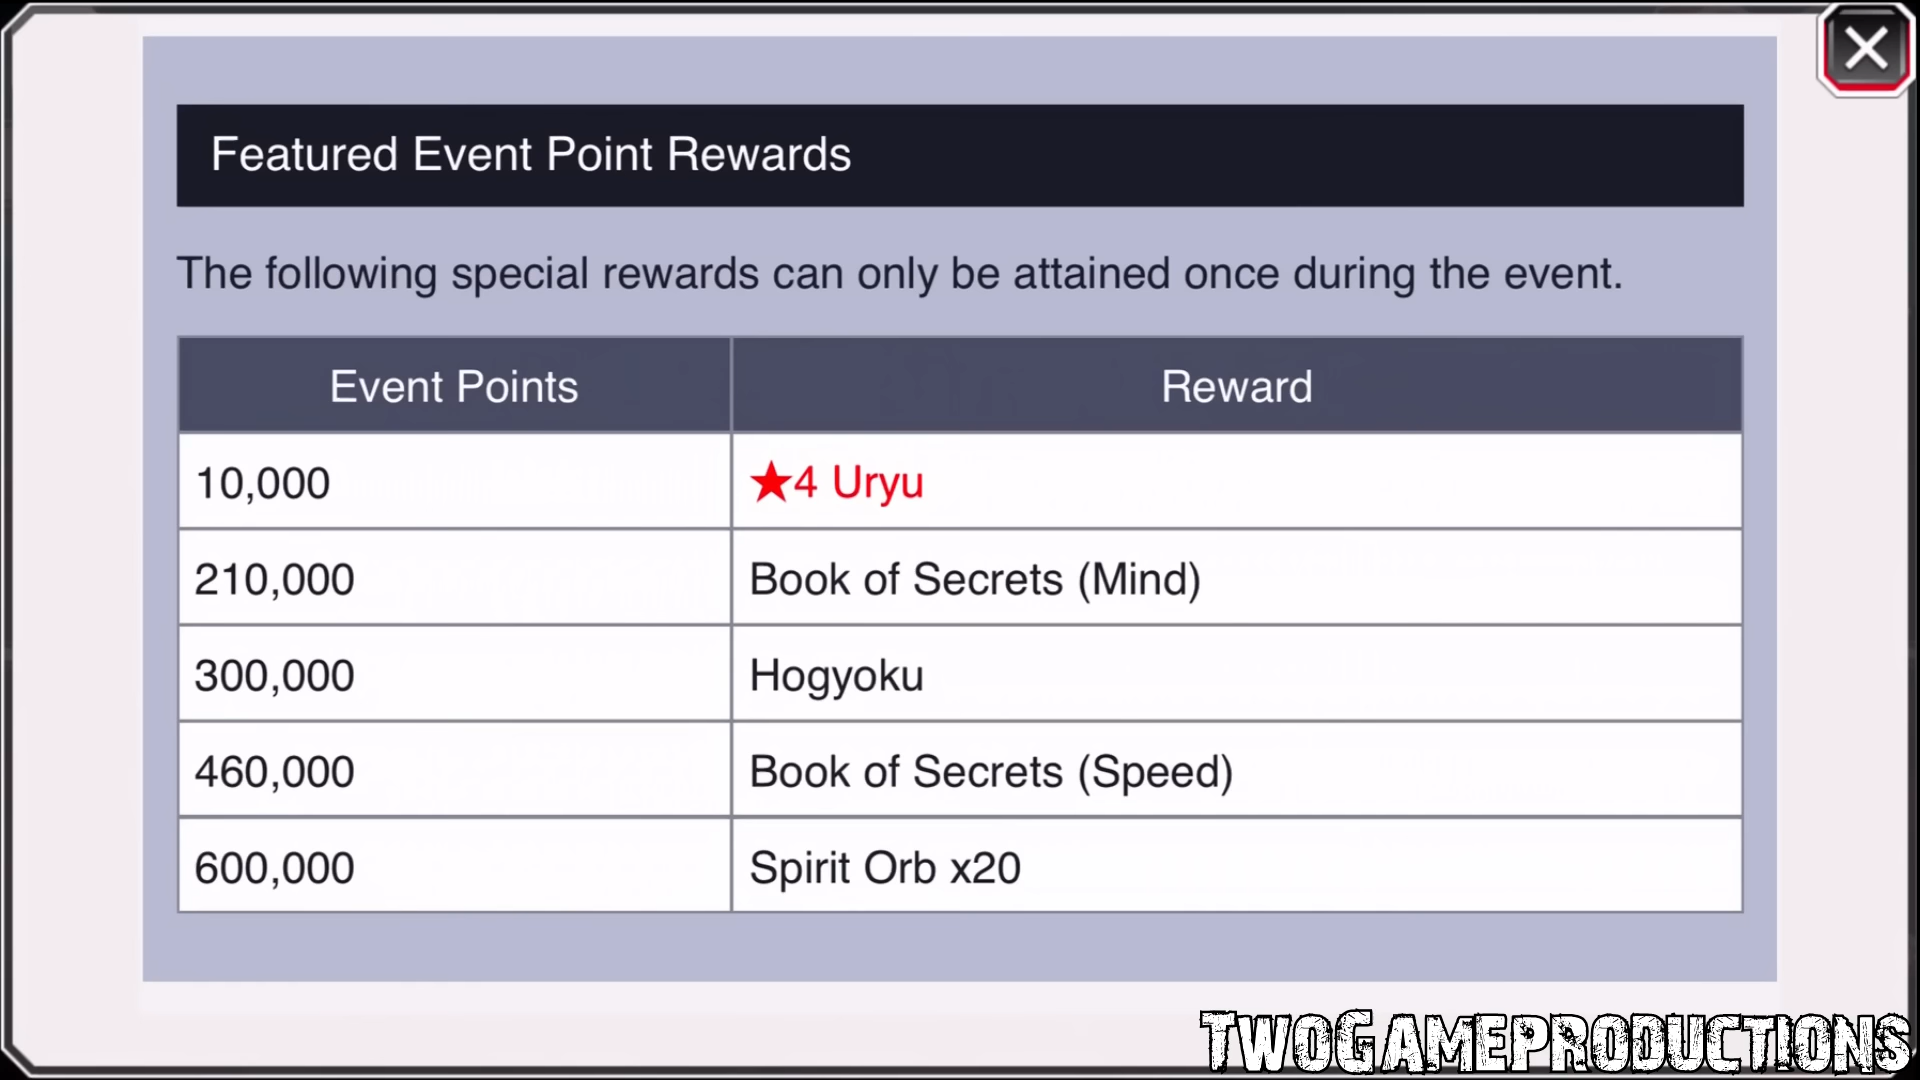 Featured Event Point Rewards
The following special rewards can only be attained once during the event.
Event Points Reward
10,000 ★4 Uryu
210,000 Book of Secrets (Mind)
300,000 Hogyoku
460,000 Book of Secrets (Speed)
600,000 Spirit Orb x20
TwoGameproductions